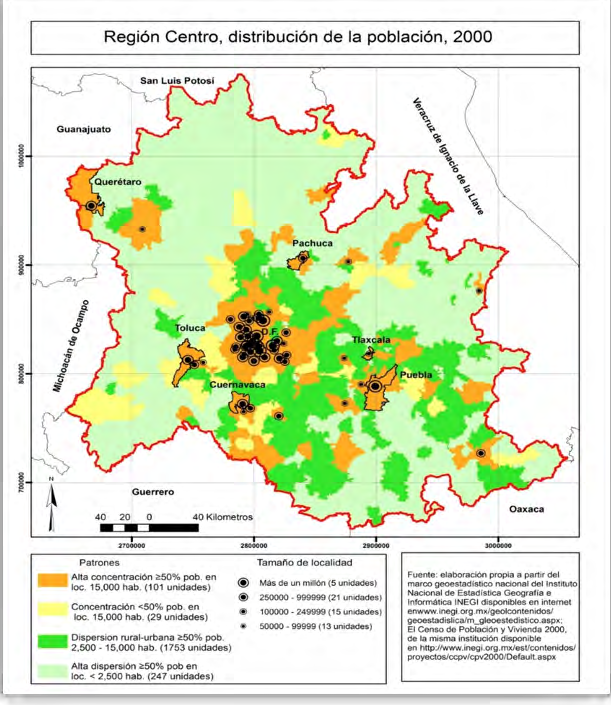 Región Centro, distribución de la población, 2000
San Luis Potosí
Guanajuato
Veracruz de Ignacio de la Llave
Querétaro
Pachuca
Michoacán de Ocampo
Toluca
D.F.
Tlaxcala
Puebla
Cuernavaca
Guerrero
Oaxaca
1000000
900000
800000
700000
N
40 20 0 40 Kilometros
2700000 2800000 2900000 3000000
Patrones
Alta concentración ≥50% pob. en
loc. 15,000 hab. (101 unidades)
Concentración <50% pob. en
loc. 15,000 hab. (29 unidades)
Dispersion rural-urbana ≥50% pob.
2,500 - 15,000 hab. (1753 unidades)
Alta dispersión ≥50% pob en
loc. < 2,500 hab. (247 unidades)
Tamaño de localidad
Más de un millón (5 unidades)
250000 - 999999 (21 unidades)
100000 - 249999 (15 unidades)
50000 - 99999 (13 unidades)
Fuente: elaboración propia a partir del
marco geoestadístico nacional del Instituto
Nacional de Estadística Geografía e
Informática INEGI disponibles en internet
enwww.inegi.org.mx/geolcontenidos/
geoestadislica/m_gleoestedistico.aspx;
El Censo de Población y Vivienda 2000,
de la misma institución disponible
en http://www.inegi.org.mx/est/contenidos/
proyectos/ccpv/cpv2000/Default.aspx